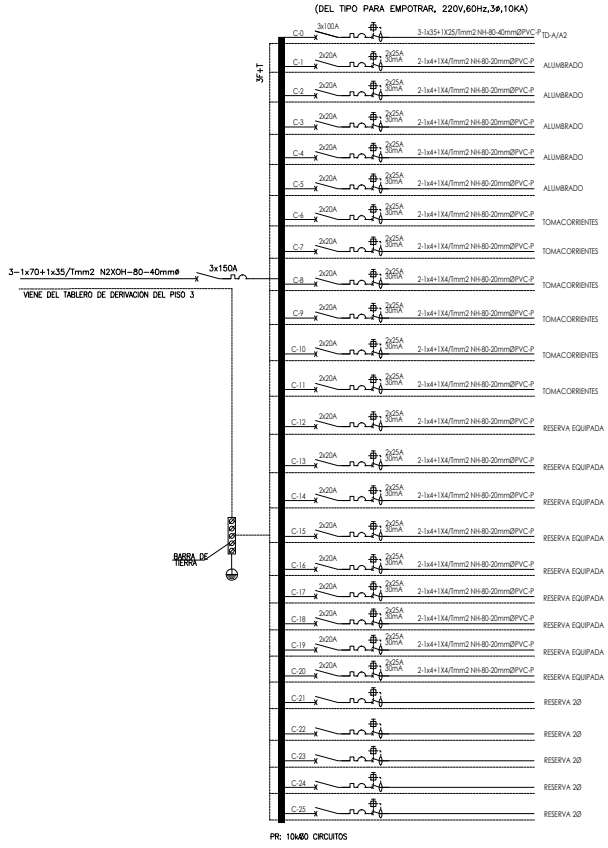 (DEL TIPO PARA EMPOTRAR, 220V,60Hz,3ø,10KA)
C-0 3x100A 3-1x35+1X25/Tmm2 NH-80-40mmØPVC-P TD-A/A2
3F+T
C-1 2x20A 2x25A 30mA 2-1x4+1X4/Tmm2 NH-80-20mmØPVC-P ALUMBRADO
C-2 2x20A 2x25A 30mA 2-1x4+1X4/Tmm2 NH-80-20mmØPVC-P ALUMBRADO
C-3 2x20A 2x25A 30mA 2-1x4+1X4/Tmm2 NH-80-20mmØPVC-P ALUMBRADO
C-4 2x20A 2x25A 30mA 2-1x4+1X4/Tmm2 NH-80-20mmØPVC-P ALUMBRADO
C-5 2x20A 2x25A 30mA 2-1x4+1X4/Tmm2 NH-80-20mmØPVC-P ALUMBRADO
C-6 2x20A 2x25A 30mA 2-1x4+1X4/Tmm2 NH-80-20mmØPVC-P TOMACORRIENTES
C-7 2x20A 2x25A 30mA 2-1x4+1X4/Tmm2 NH-80-20mmØPVC-P TOMACORRIENTES
3-1x70+1x35/Tmm2 N2XOH-80-40mmø 3x150A
VIENE DEL TABLERO DE DERIVACION DEL PISO 3
C-8 2x20A 2x25A 30mA 2-1x4+1X4/Tmm2 NH-80-20mmØPVC-P TOMACORRIENTES
C-9 2x20A 2x25A 30mA 2-1x4+1X4/Tmm2 NH-80-20mmØPVC-P TOMACORRIENTES
C-10 2x20A 2x25A 30mA 2-1x4+1X4/Tmm2 NH-80-20mmØPVC-P TOMACORRIENTES
C-11 2x20A 2x25A 30mA 2-1x4+1X4/Tmm2 NH-80-20mmØPVC-P TOMACORRIENTES
C-12 2x20A 2x25A 30mA 2-1x4+1X4/Tmm2 NH-80-20mmØPVC-P RESERVA EQUIPADA
C-13 2x20A 2x25A 30mA 2-1x4+1X4/Tmm2 NH-80-20mmØPVC-P RESERVA EQUIPADA
C-14 2x20A 2x25A 30mA 2-1x4+1X4/Tmm2 NH-80-20mmØPVC-P RESERVA EQUIPADA
C-15 2x20A 2x25A 30mA 2-1x4+1X4/Tmm2 NH-80-20mmØPVC-P RESERVA EQUIPADA
BARRA DE
TIERRA
C-16 2x20A 2x25A 30mA 2-1x4+1X4/Tmm2 NH-80-20mmØPVC-P RESERVA EQUIPADA
C-17 2x20A 2x25A 30mA 2-1x4+1X4/Tmm2 NH-80-20mmØPVC-P RESERVA EQUIPADA
C-18 2x20A 2x25A 30mA 2-1x4+1X4/Tmm2 NH-80-20mmØPVC-P RESERVA EQUIPADA
C-19 2x20A 2x25A 30mA 2-1x4+1X4/Tmm2 NH-80-20mmØPVC-P RESERVA EQUIPADA
C-20 2x20A 2x25A 30mA 2-1x4+1X4/Tmm2 NH-80-20mmØPVC-P RESERVA EQUIPADA
C-21 RESERVA 2Ø
C-22 RESERVA 2Ø
C-23 RESERVA 2Ø
C-24 RESERVA 2Ø
C-25 RESERVA 2Ø
PR: CIRCUITOS